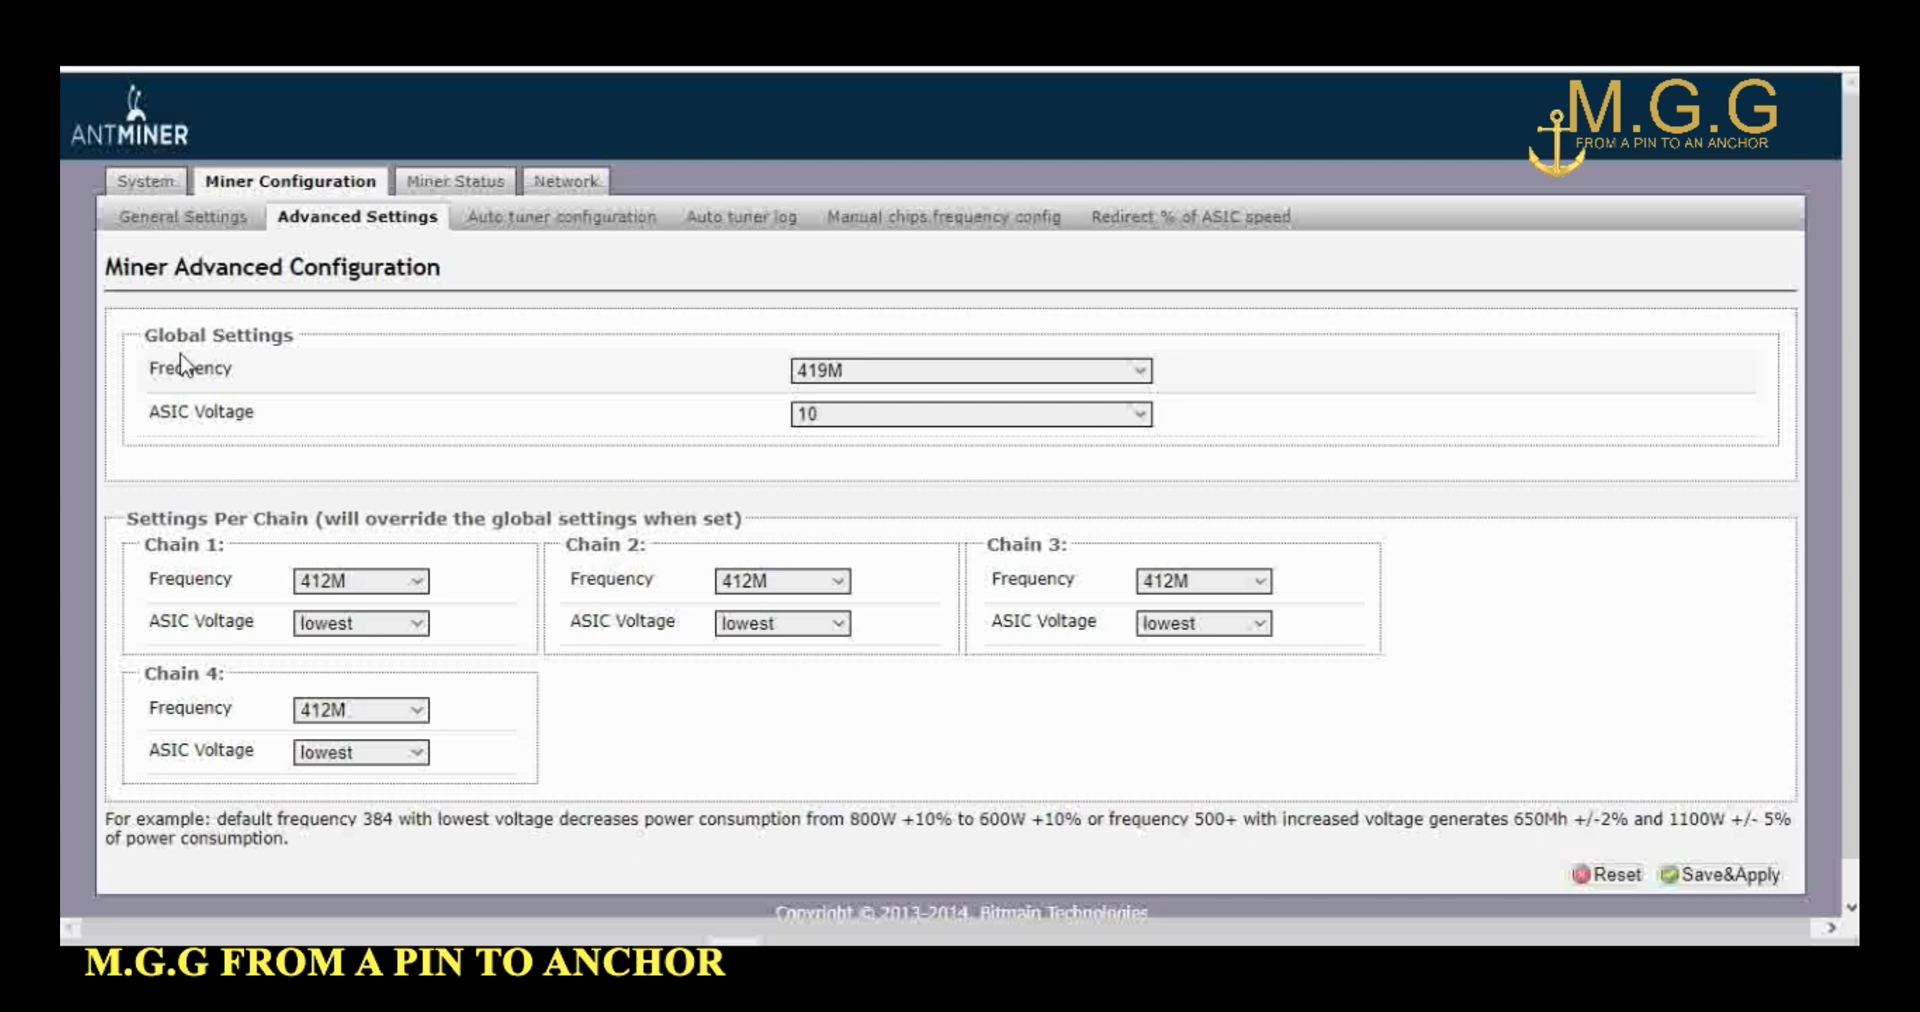 ANTMINER
M.G.G
FROM A PIN TO AN ANCHOR
System Miner Configuration Miner Status Network
General Settings Advanced Settings Auto tuner configuration Auto tuner log Manual chips frequency config Redirect % of ASIC speed
Miner Advanced Configuration
Global Settings
Frequency 419M
ASIC Voltage 10
Settings Per Chain (will override the global settings when set)
Chain 1: Chain 2: Chain 3:
Frequency 412M Frequency 412M Frequency 412M
ASIC Voltage lowest ASIC Voltage lowest ASIC Voltage lowest
Chain 4:
Frequency 412M
ASIC Voltage lowest
For example: default frequency 384 with lowest voltage decreases power consumption from 800W +10% to 600W +10% or frequency 500+ with increased voltage generates 650Mh +/-2% and 1100W +/- 5%
of power consumption.
Reset Save&Apply
Copyright © 2013-2014, Bitmain Technologies
M.G.G FROM A PIN TO ANCHOR